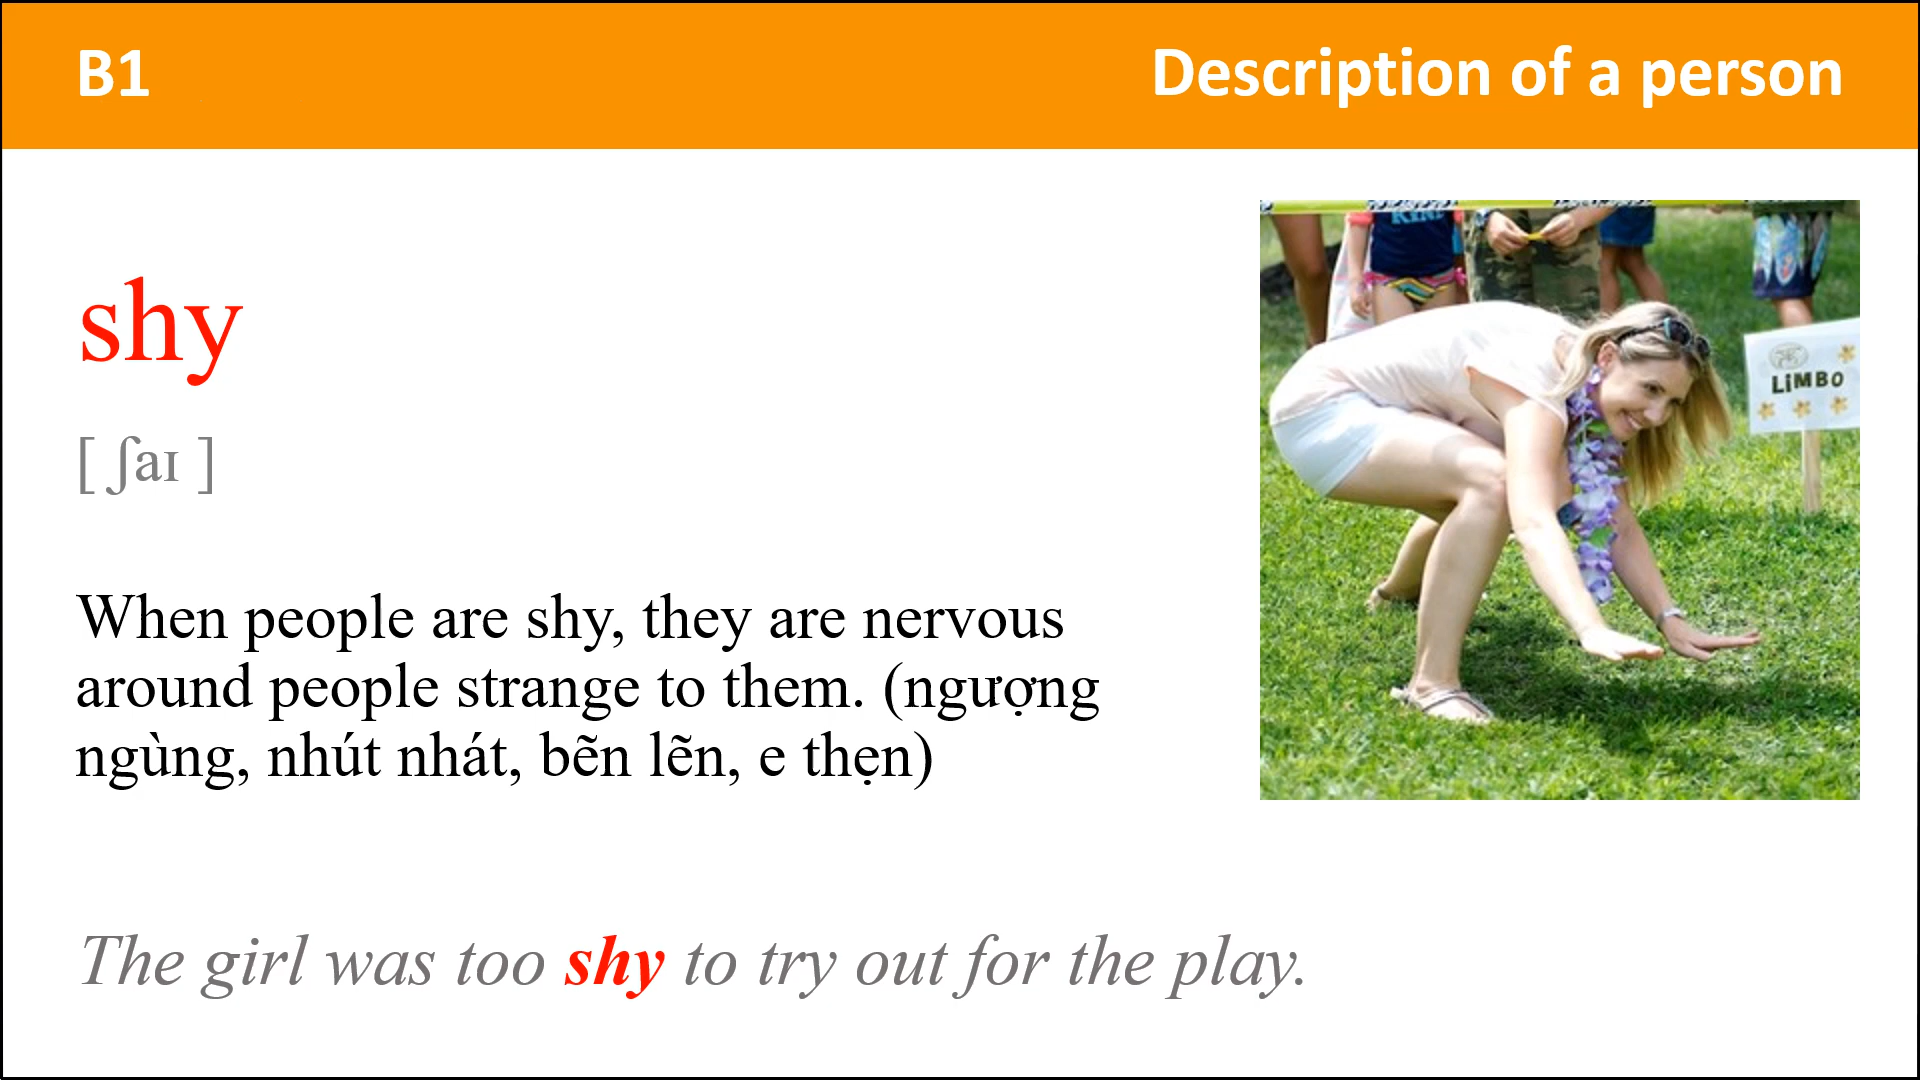 B1
Description of a person
shy
[ ʃaɪ ]
When people are shy, they are nervous
around people strange to them. (ngượng
ngùng, nhút nhát, bẽn lẽn, e thẹn)
LiMBO
The girl was too shy to try out for the play.